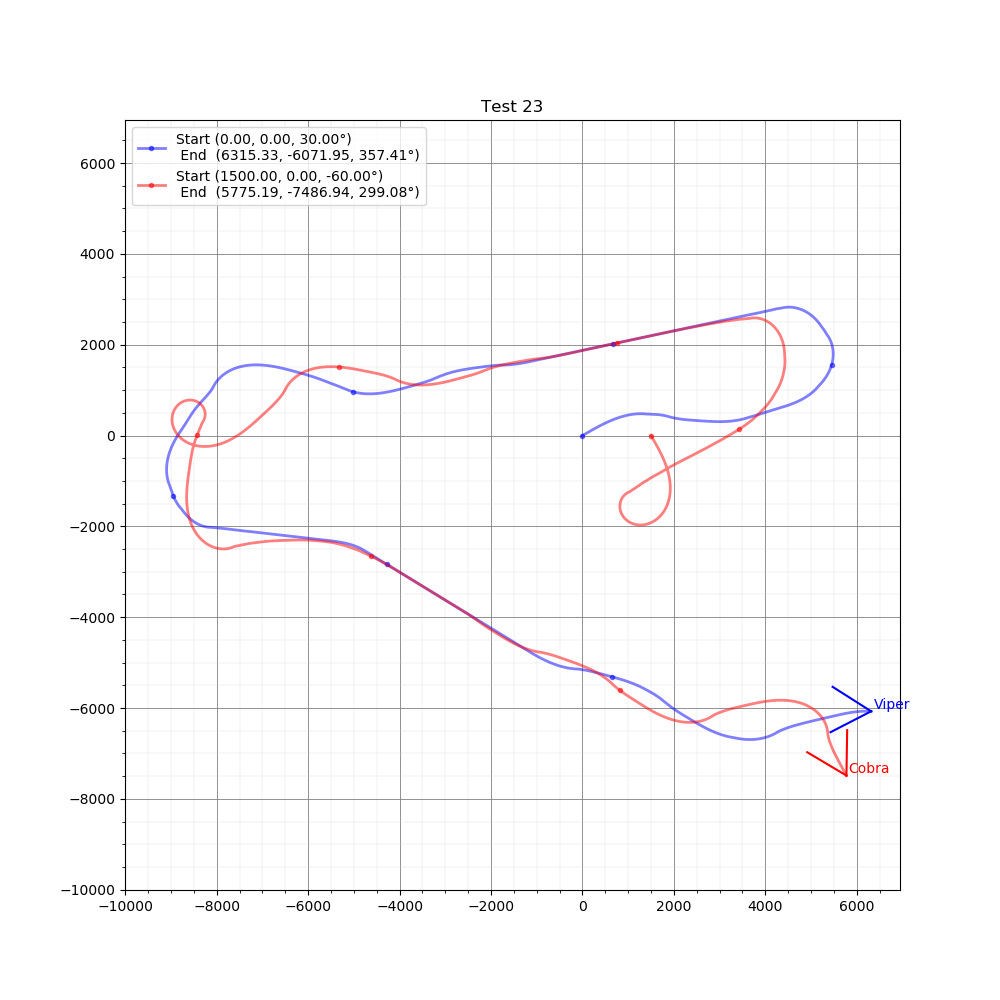 Test 23
Start (0.00, 0.00, 30.00°)
End  (6315.33, -6071.95, 357.41°)
Start (1500.00, 0.00, -60.00°)
End  (5775.19, -7486.94, 299.08°)
6000
4000
2000
0
−2000
−4000
−6000
−8000
−10000
Viper
Cobra
−10000 −8000 −6000 −4000 −2000 0 2000 4000 6000